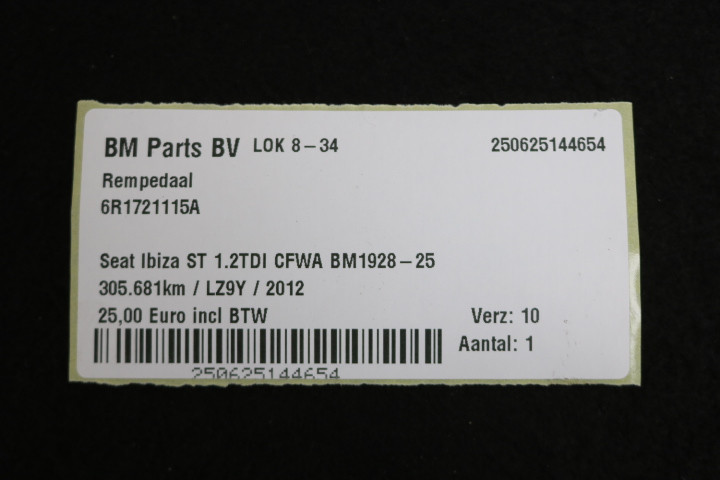 BM Parts BV LOK 8-34 250625144654
Rempedaal
6R1721115A
Seat Ibiza ST 1.2TDI CFWA BM1928-25
305.681km / LZ9Y / 2012
25,00 Euro incl BTW Verz: 10
Aantal: 1
250625144654